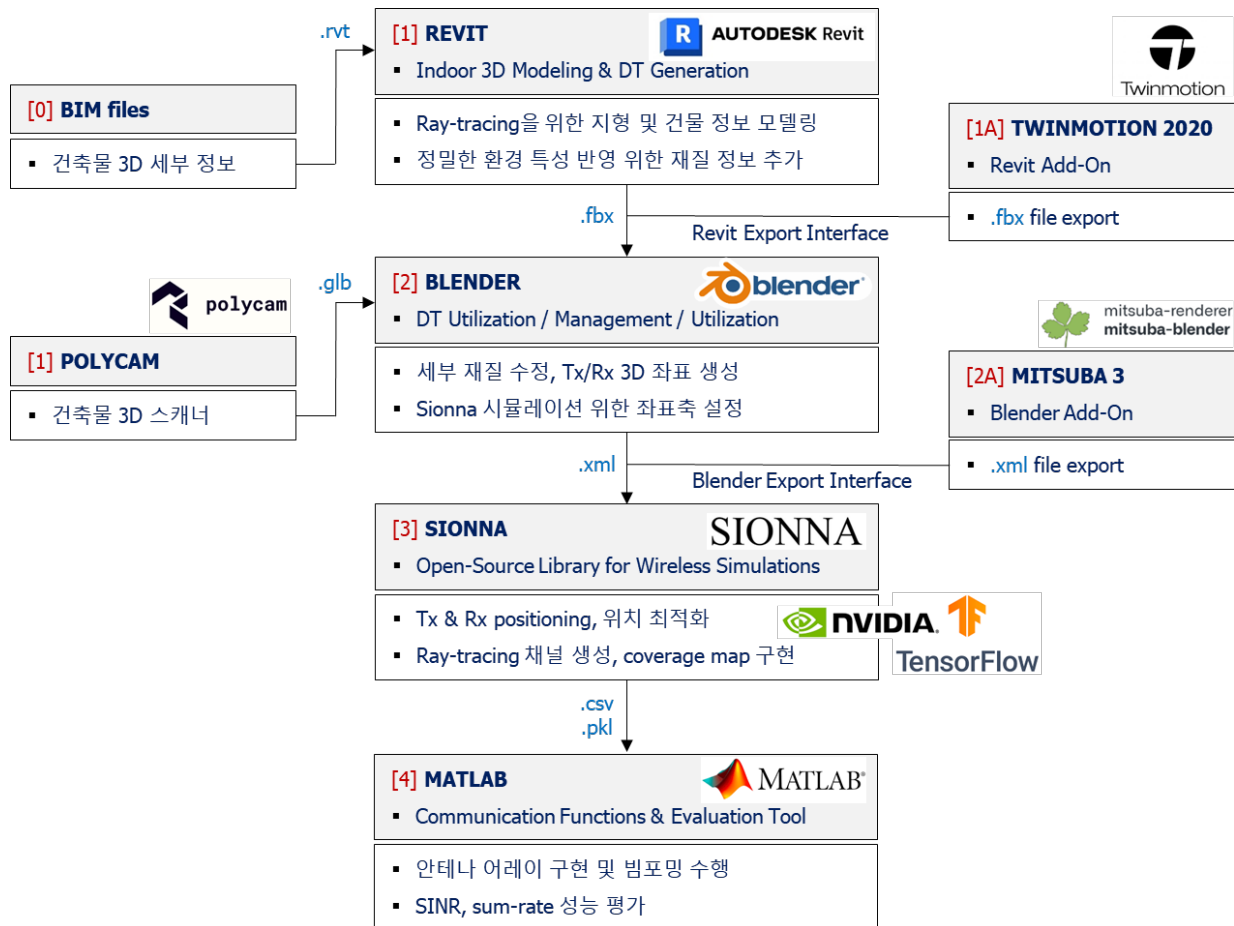 .rvt
[1] REVIT
R AUTODESK Revit
▪ Indoor 3D Modeling & DT Generation
▪ Ray-tracing을 위한 지형 및 건물 정보 모델링
▪ 정밀한 환경 특성 반영 위한 재질 정보 추가
[0] BIM files
▪ 건축물 3D 세부 정보
Twinmotion
[1A] TWINMOTION 2020
▪ Revit Add-On
▪ .fbx file export
.fbx
Revit Export Interface
.glb
[2] BLENDER
blender
▪ DT Utilization / Management / Utilization
▪ 세부 재질 수정, Tx/Rx 3D 좌표 생성
▪ Sionna 시뮬레이션 위한 좌표축 설정
polycam
[1] POLYCAM
▪ 건축물 3D 스캐너
mitsuba-renderer
mitsuba-blender
[2A] MITSUBA 3
▪ Blender Add-On
▪ .xml file export
.xml
Blender Export Interface
[3] SIONNA
SIONNA
▪ Open-Source Library for Wireless Simulations
▪ Tx & Rx positioning, 위치 최적화
▪ Ray-tracing 채널 생성, coverage map 구현
NVIDIA.
TensorFlow
.csv
.pkl
[4] MATLAB
MATLAB®
▪ Communication Functions & Evaluation Tool
▪ 안테나 어레이 구현 및 빔포밍 수행
▪ SINR, sum-rate 성능 평가